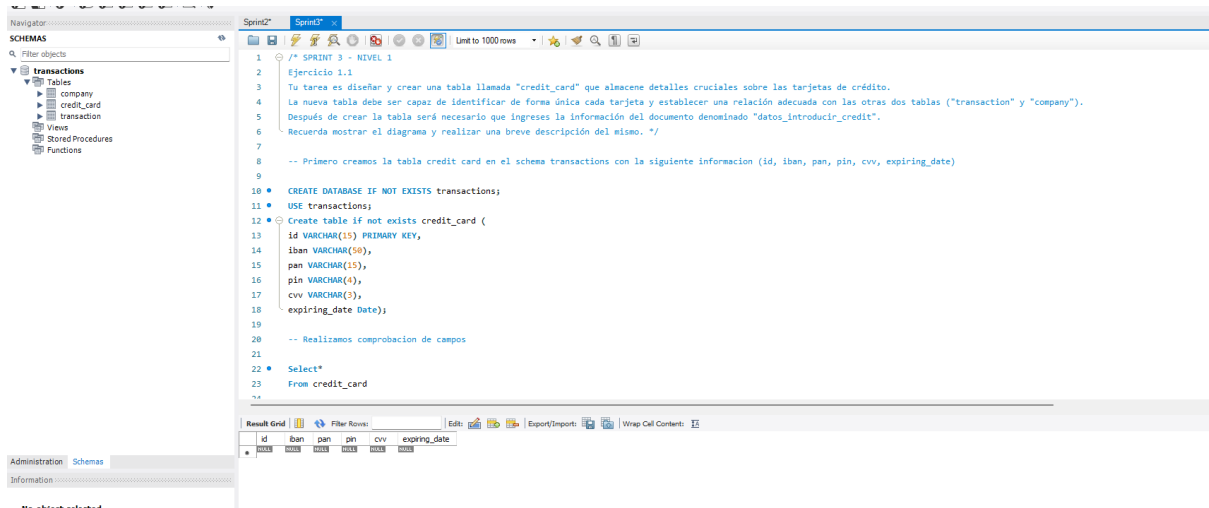 Navigator
SCHEMAS
Filter objects
transactions
Tables
company
credit_card
transaction
Views
Stored Procedures
Functions
Administration Schemas
Information
No object selected
Sprint2* Sprint3* ×
Limit to 1000 rows
1 /* SPRINT 3 - NIVEL 1
2 Ejercicio 1.1
3 Tu tarea es diseñar y crear una tabla llamada "credit_card" que almacene detalles cruciales sobre las tarjetas de crédito.
4 La nueva tabla debe ser capaz de identificar de forma única cada tarjeta y establecer una relación adecuada con las otras dos tablas ("transaction" y "company").
5 Después de crear la tabla será necesario que ingreses la información del documento denominado "datos_introducir_credit".
6 Recuerda mostrar el diagrama y realizar una breve descripción del mismo. */
7
8 -- Primero creamos la tabla credit card en el schema transactions con la siguiente informacion (id, iban, pan, pin, cvv, expiring_date)
9
10 CREATE DATABASE IF NOT EXISTS transactions;
11 USE transactions;
12 Create table if not exists credit_card (
13 id VARCHAR(15) PRIMARY KEY,
14 iban VARCHAR(50),
15 pan VARCHAR(15),
16 pin VARCHAR(4),
17 cvv VARCHAR(3),
18 expiring_date Date);
19
20 -- Realizamos comprobacion de campos
21
22 Select*
23 From credit_card
24
Result Grid Filter Rows: Edit: Export/Import: Wrap Cell Content:
id iban pan pin cvv expiring_date
NULL NULL NULL NULL NULL NULL